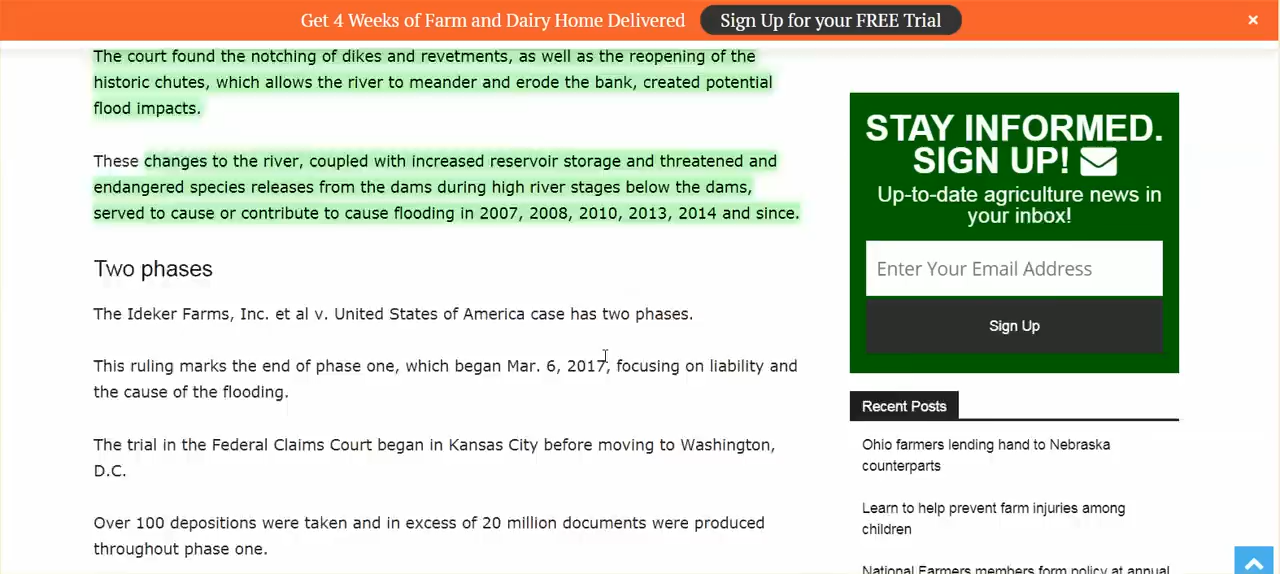 Get 4 Weeks of Farm and Dairy Home Delivered Sign Up for your FREE Trial ×
The court found the notching of dikes and revetments, as well as the reopening of the
historic chutes, which allows the river to meander and erode the bank, created potential
flood impacts.
These changes to the river, coupled with increased reservoir storage and threatened and
endangered species releases from the dams during high river stages below the dams,
served to cause or contribute to cause flooding in 2007, 2008, 2010, 2013, 2014 and since.
Two phases
The Ideker Farms, Inc. et al v. United States of America case has two phases.
This ruling marks the end of phase one, which began Mar. 6, 2017, focusing on liability and
the cause of the flooding.
The trial in the Federal Claims Court began in Kansas City before moving to Washington,
D.C.
Over 100 depositions were taken and in excess of 20 million documents were produced
throughout phase one.
STAY INFORMED.
SIGN UP!
Up-to-date agriculture news in
your inbox!
Enter Your Email Address
Sign Up
Recent Posts
Ohio farmers lending hand to Nebraska
counterparts
Learn to help prevent farm injuries among
children
National Farmers members form policy at annual